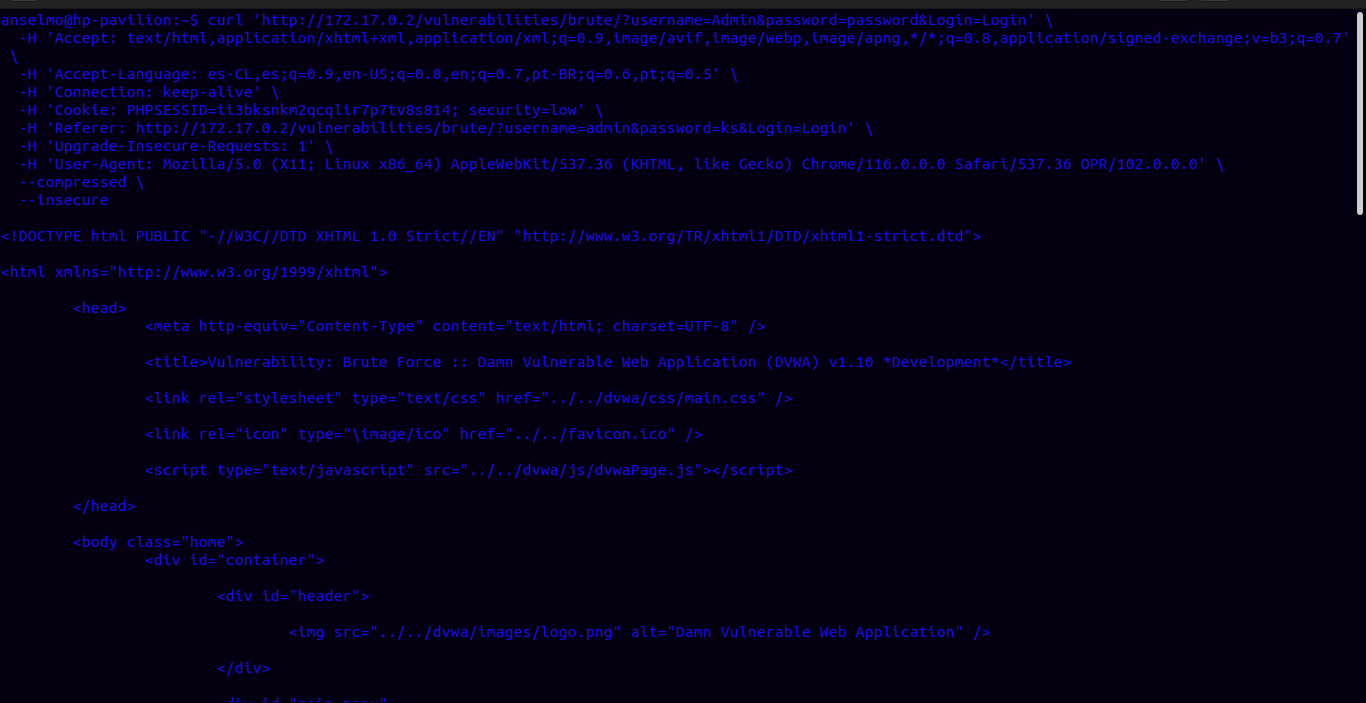 anselmo@hp-pavilion:~$ curl 'http://172.17.0.2/vulnerabilities/brute/?username=Admin&password=password&Login=Login' \
  -H 'Accept: text/html,application/xhtml+xml,application/xml;q=0.9,image/avif,image/webp,image/apng,*/*;q=0.8,application/signed-exchange;v=b3;q=0.7'
 \
  -H 'Accept-Language: es-CL,es;q=0.9,en-US;q=0.8,en;q=0.7,pt-BR;q=0.6,pt;q=0.5' \
  -H 'Connection: keep-alive' \
  -H 'Cookie: PHPSESSID=ii3bksnkm2qcqlir7p7tv8s814; security=low' \
  -H 'Referer: http://172.17.0.2/vulnerabilities/brute/?username=admin&password=ks&Login=Login' \
  -H 'Upgrade-Insecure-Requests: 1' \
  -H 'User-Agent: Mozilla/5.0 (X11; Linux x86_64) AppleWebKit/537.36 (KHTML, like Gecko) Chrome/116.0.0.0 Safari/537.36 OPR/102.0.0.0' \
  --compressed \
  --insecure
<!DOCTYPE html PUBLIC "-//W3C//DTD XHTML 1.0 Strict//EN" "http://www.w3.org/TR/xhtml1/DTD/xhtml1-strict.dtd">
<html xmlns="http://www.w3.org/1999/xhtml">
        <head>
                <meta http-equiv="Content-Type" content="text/html; charset=UTF-8" />
                <title>Vulnerability: Brute Force :: Damn Vulnerable Web Application (DVWA) v1.10 *Development*</title>
                <link rel="stylesheet" type="text/css" href="../../dvwa/css/main.css" />
                <link rel="icon" type="\image/ico" href="../../favicon.ico" />
                <script type="text/javascript" src="../../dvwa/js/dvwaPage.js"></script>
        </head>
        <body class="home">
                <div id="container">
                        <div id="header">
                                <img src="../../dvwa/images/logo.png" alt="Damn Vulnerable Web Application" />
                        </div>